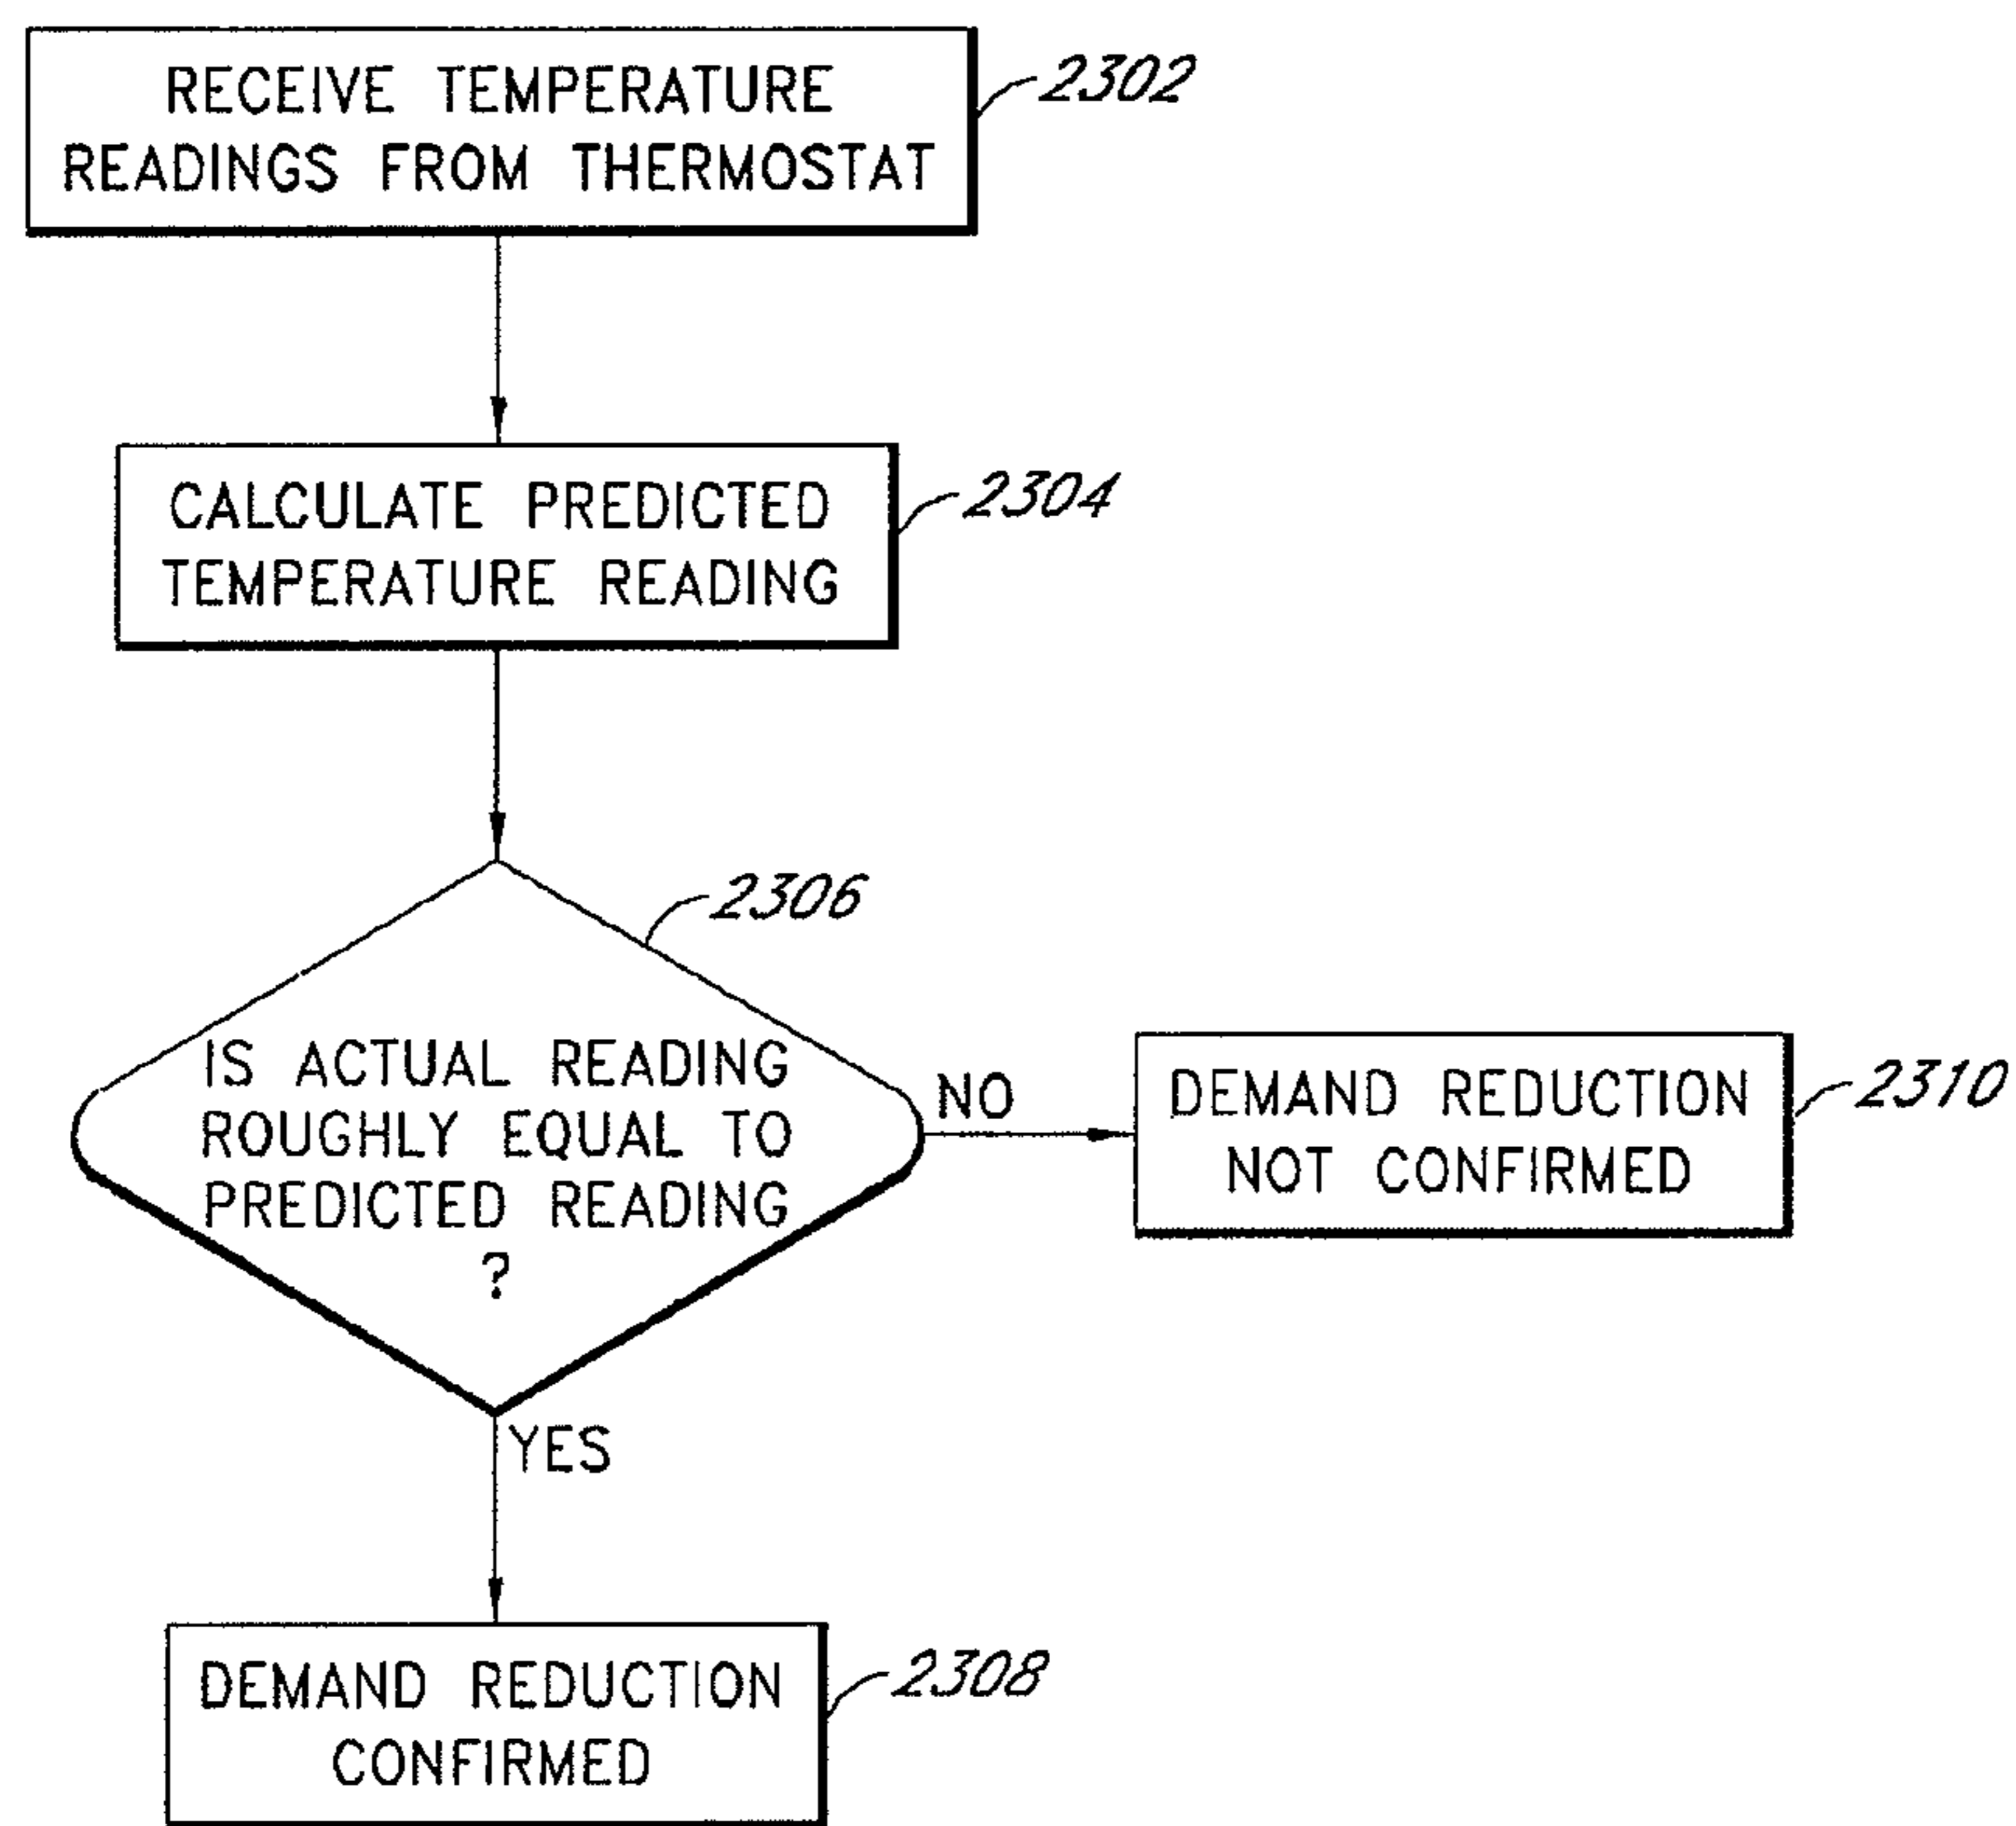 RECEIVE TEMPERATURE
READINGS FROM THERMOSTAT
2302
CALCULATE PREDICTED
TEMPERATURE READING
2304
2306
IS ACTUAL READING
ROUGHLY EQUAL TO
PREDICTED READING
?
NO
DEMAND REDUCTION
NOT CONFIRMED
2310
YES
DEMAND REDUCTION
CONFIRMED
2308